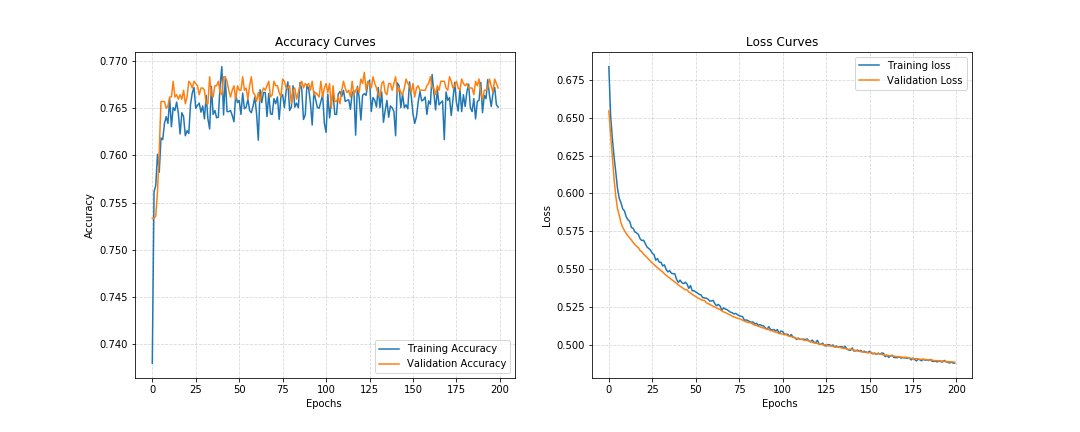 Accuracy Curves
Accuracy
0.770
0.765
0.760
0.755
0.750
0.745
0.740
Training Accuracy
Validation Accuracy
0 25 50 75 100 125 150 175 200
Epochs
Loss Curves
Loss
0.675
0.650
0.625
0.600
0.575
0.550
0.525
0.500
Training loss
Validation Loss
0 25 50 75 100 125 150 175 200
Epochs